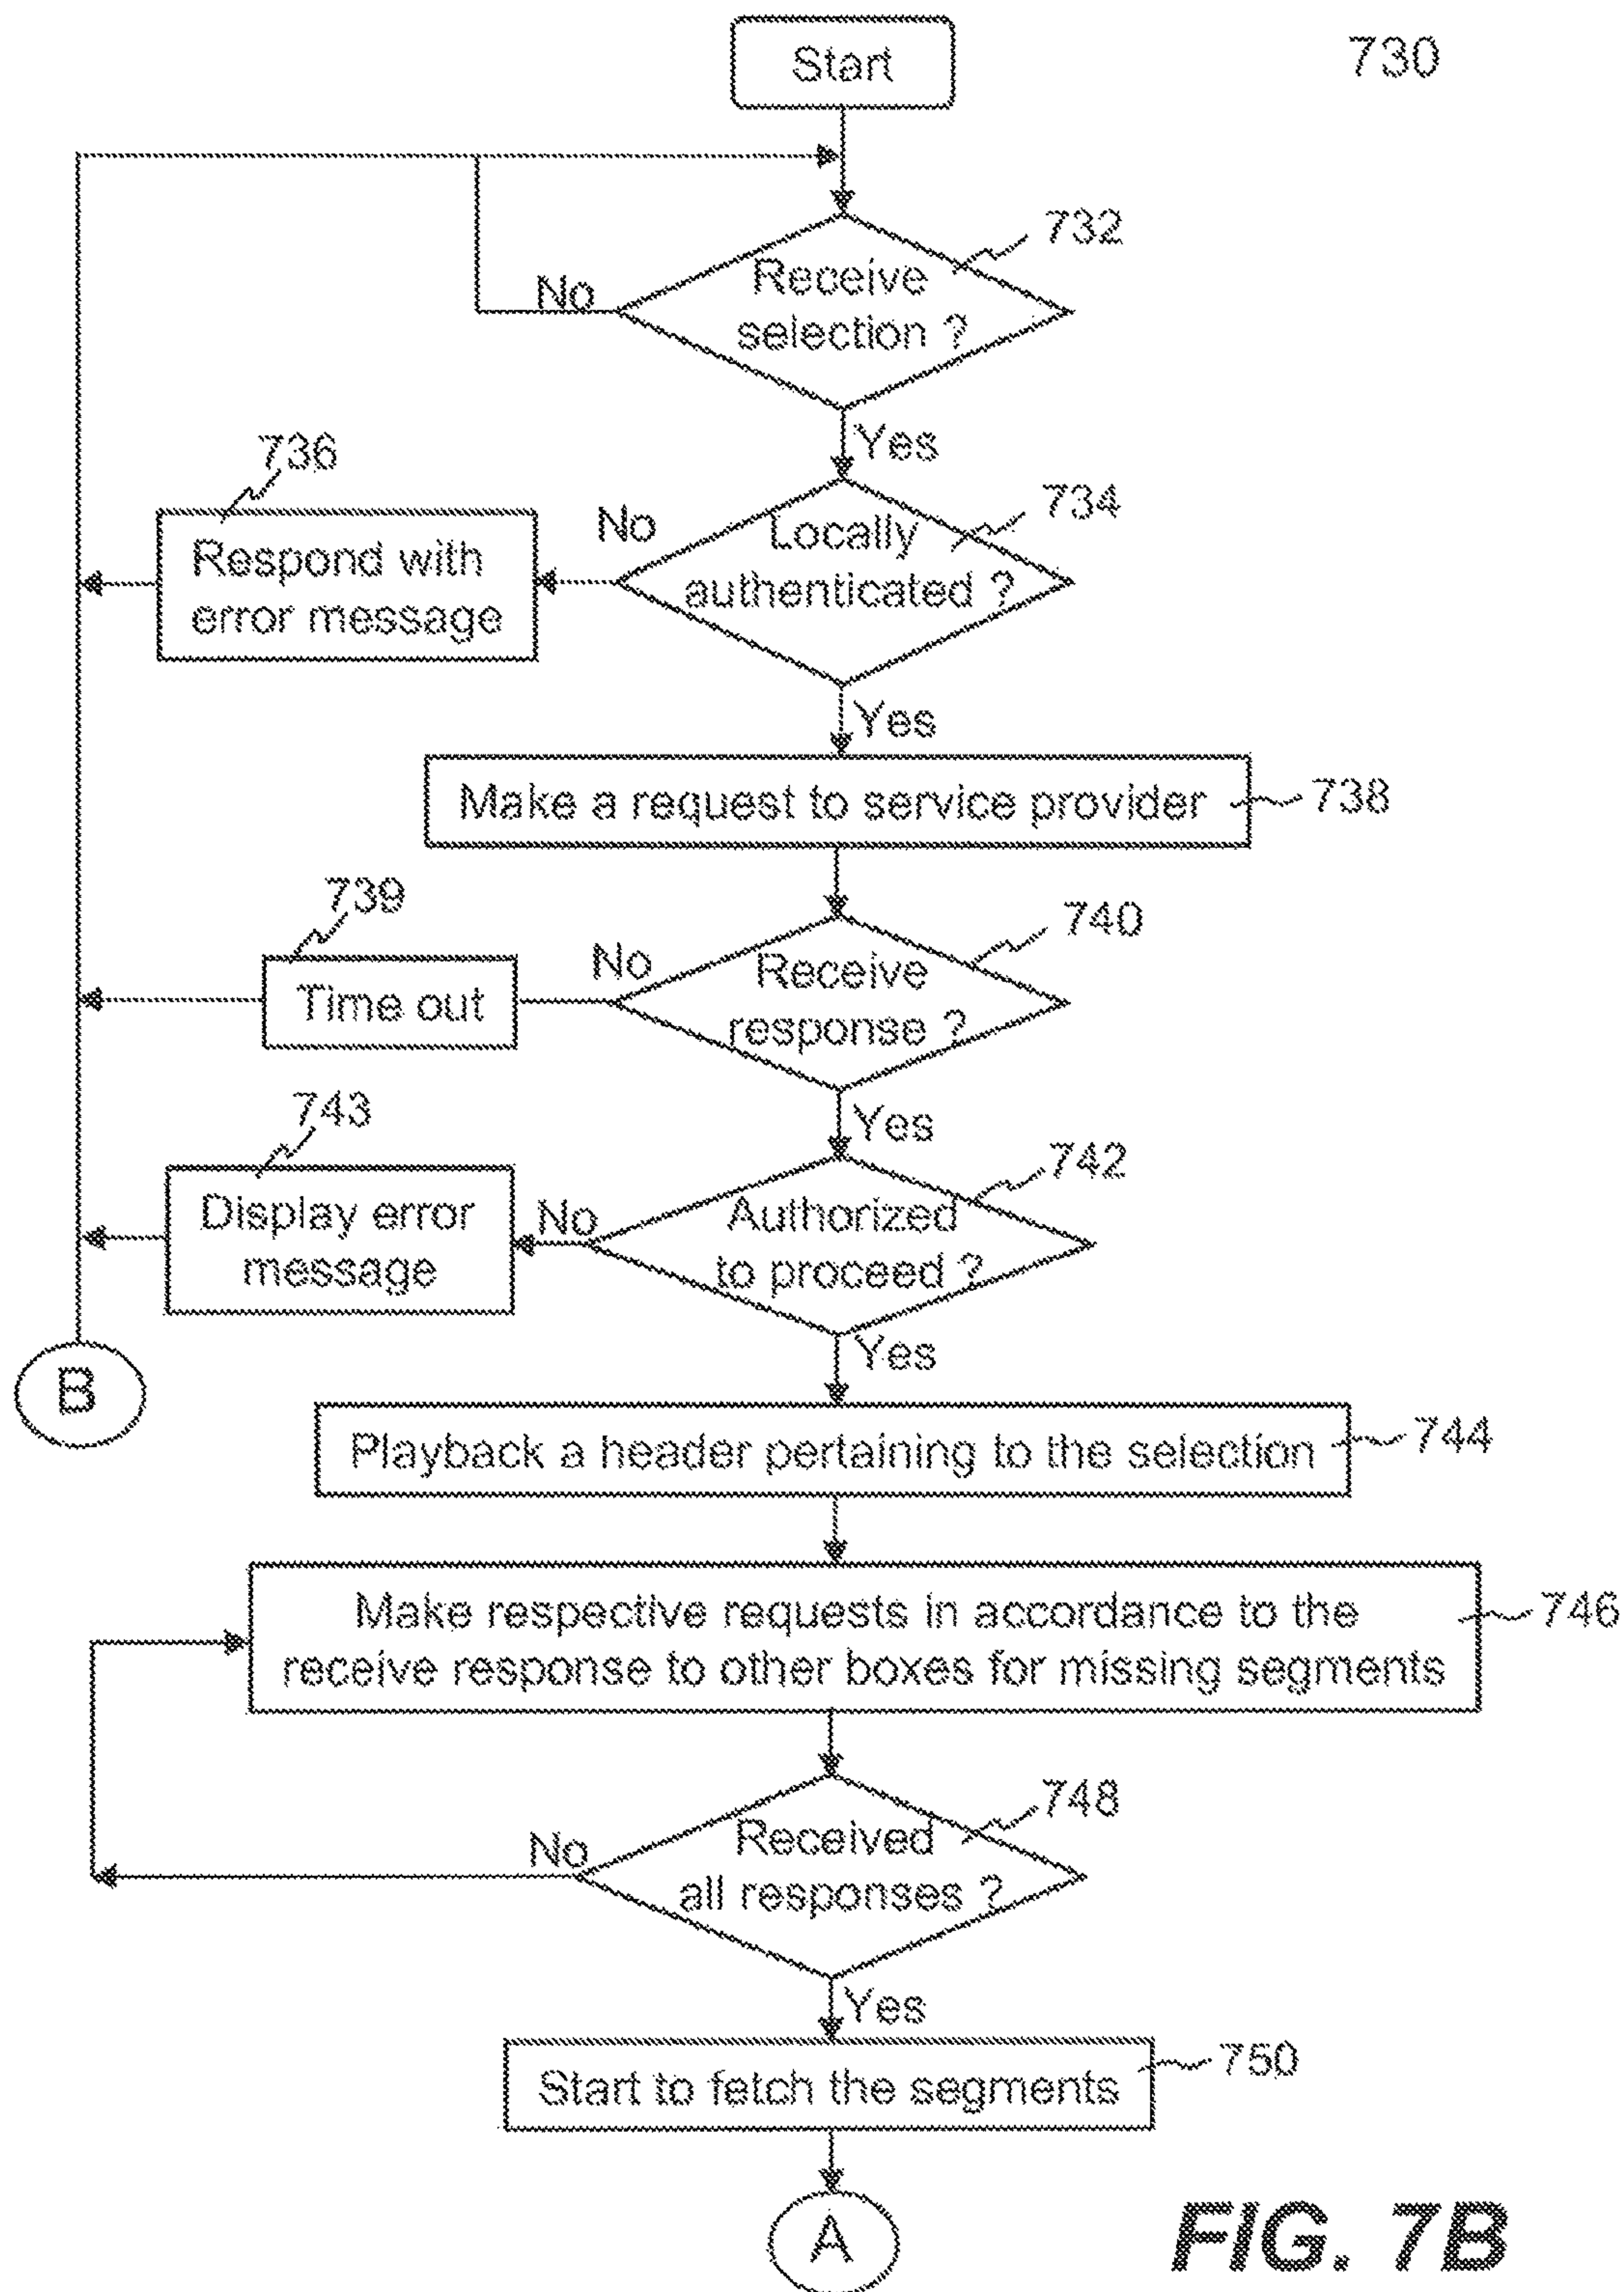 Start
730
732
Receive
selection ?
No
Yes
736
734
Respond with
error message
No
Locally
authenticated ?
Yes
Make a request to service provider
738
739
740
Time out
No
Receive
response ?
743
Yes
742
Display error
message
No
Authorized
to proceed ?
B
Yes
Playback a header pertaining to the selection
744
Make respective requests in accordance to the
receive response to other boxes for missing segments
746
748
No
Received
all responses ?
Yes
Start to fetch the segments
750
A
FIG. 7B